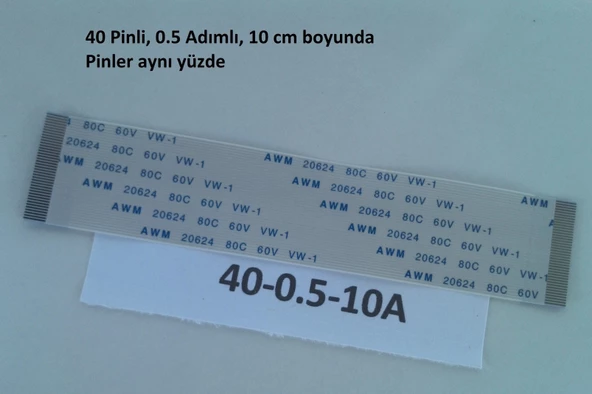 40 Pinli, 0.5 Adımlı, 10 cm boyunda
Pinler aynı yüzde
80C 60V VW-1
20624 80C 60V VW-1
AWM 20624 80C 60V VW-1
AWM 20624 80C 60V VW-1
AWM 20624 80C 60V VW-1
AWM 20624 80C 60V VW-1
AWM 20624 80C 60V VW-1
AWM 20624 80C 60V VW-1
AWM 20624 80C 60V VW-1
AWM 20624 80C 60V VW-1
AWM 20624 80C 60V
AWM
40-0.5-10A